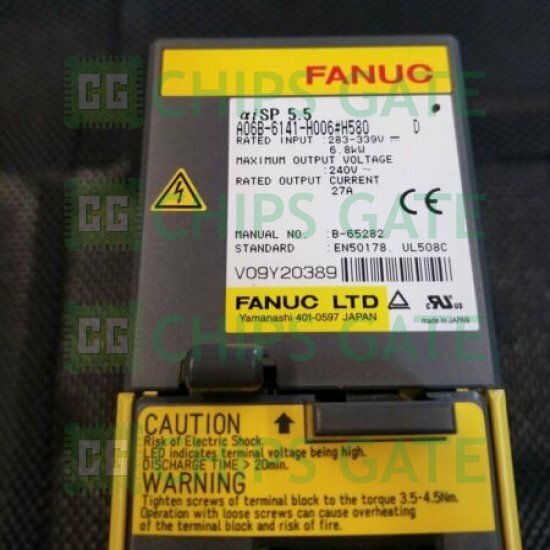 FANUC
αiSP 5.5
A06B-6141-H006#H580 D
RATED INPUT :283-339V
6.8kW
MAXIMUM OUTPUT VOLTAGE
:240V ~
RATED OUTPUT CURRENT
27A
MANUAL NO. :B-65282
STANDARD :EN50178. UL508C
V09Y20389
FANUC LTD
Yamanashi 401-0597 JAPAN
made in JAPAN
CAUTION
Risk of Electric Shock.
LED indicates terminal voltage being high.
DISCHARGE TIME > 20min.
WARNING
Tighten screws of terminal block to the torque 3.5-4.5Nm.
Operation with loose screws can cause overheating
of the terminal block and risk of fire.
CG CHIPS GATE
CG CHIPS GATE
CG CHIPS GATE
CG CHIPS GATE